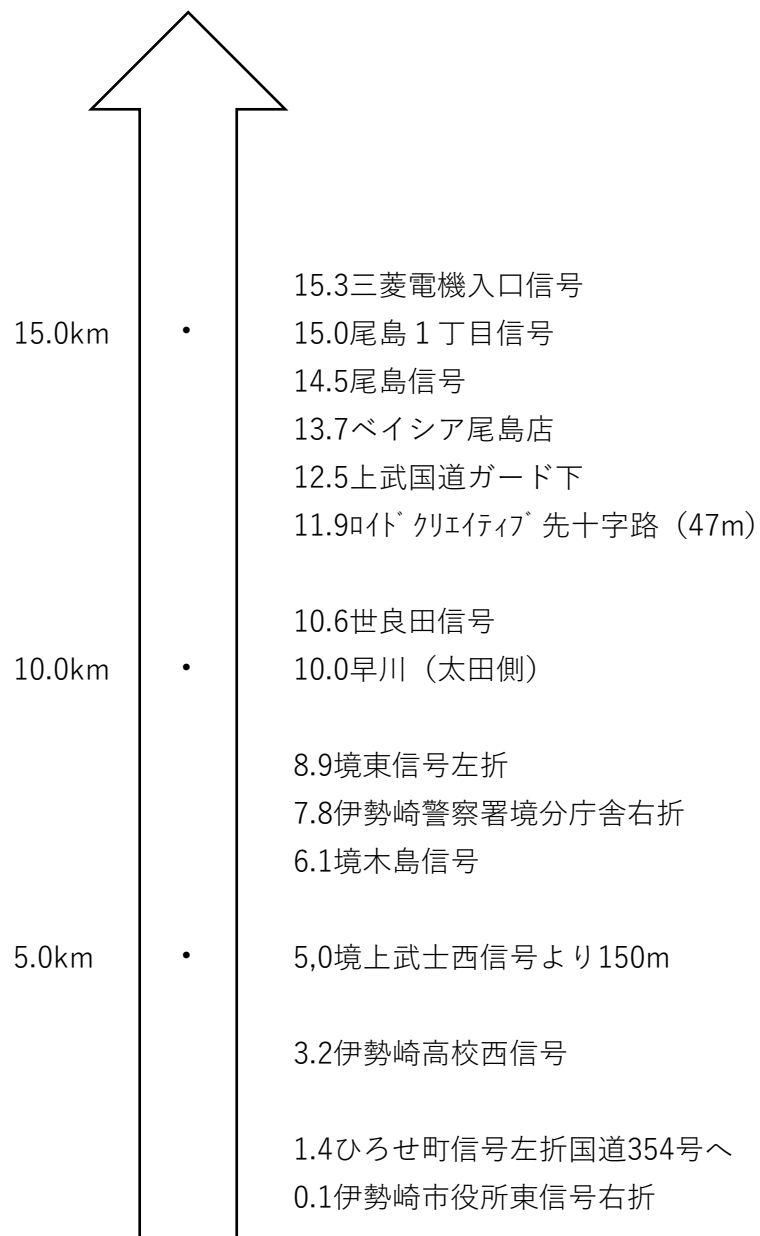 15.3三菱電機入口信号
15.0km ・ 15.0尾島１丁目信号
14.5尾島信号
13.7ベイシア尾島店
12.5上武国道ガード下
11.9ﾛｲﾄﾞｸﾘｴｲﾃｨﾌﾞ先十字路（47m）
10.6世良田信号
10.0km ・ 10.0早川（太田側）
8.9境東信号左折
7.8伊勢崎警察署境分庁舎右折
6.1境木島信号
5.0km ・ 5,0境上武士西信号より150m
3.2伊勢崎高校西信号
1.4ひろせ町信号左折国道354号へ
0.1伊勢崎市役所東信号右折